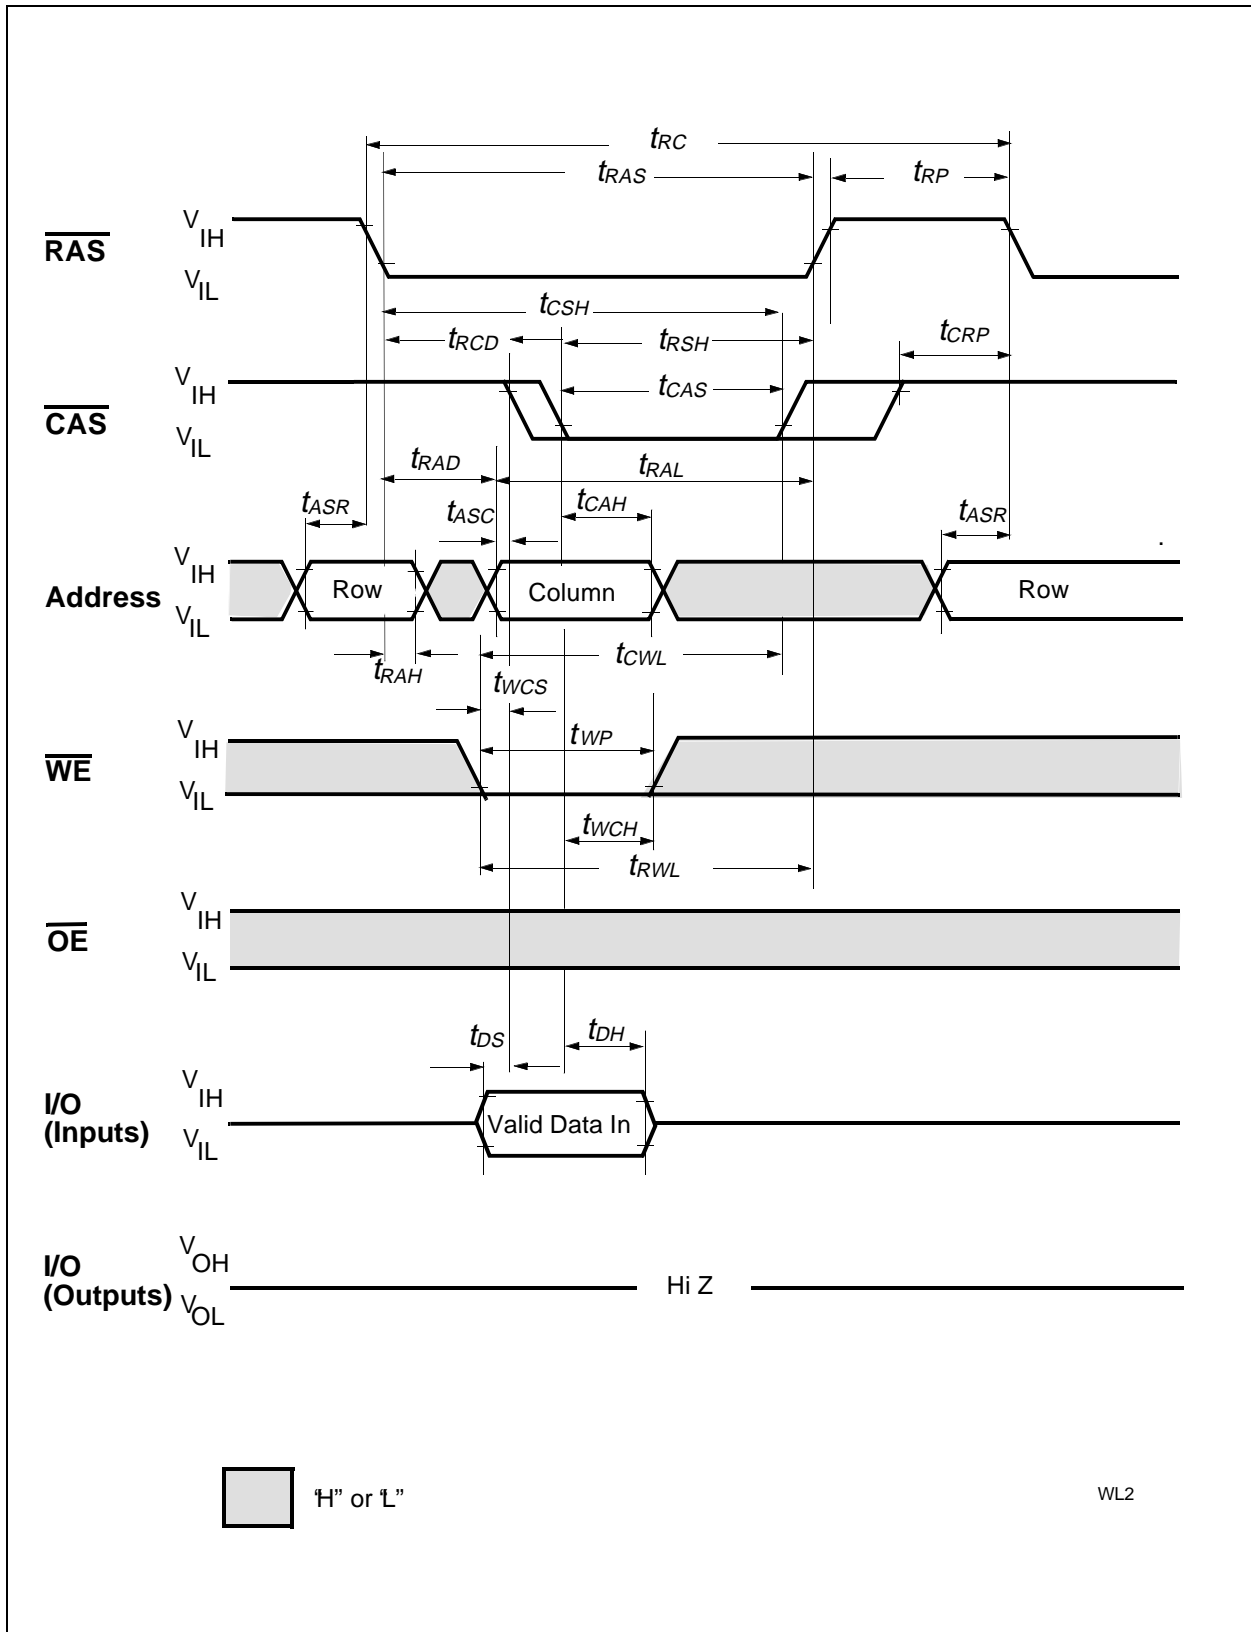 tRC
tRAS
tRP
RAS
VIH
VIL
tCSH
tRCD
tRSH
tCRP
CAS
VIH
VIL
tCAS
tRAD
tRAL
tASR
tASC
tCAH
tASR
Address
VIH
VIL
Row
Column
Row
tRAH
tCWL
tWCS
WE
VIH
VIL
tWP
tWCH
tRWL
OE
VIH
VIL
tDS
tDH
I/O
(Inputs)
VIH
VIL
Valid Data In
I/O
(Outputs)
VOH
VOL
Hi Z
“H” or “L”
WL2